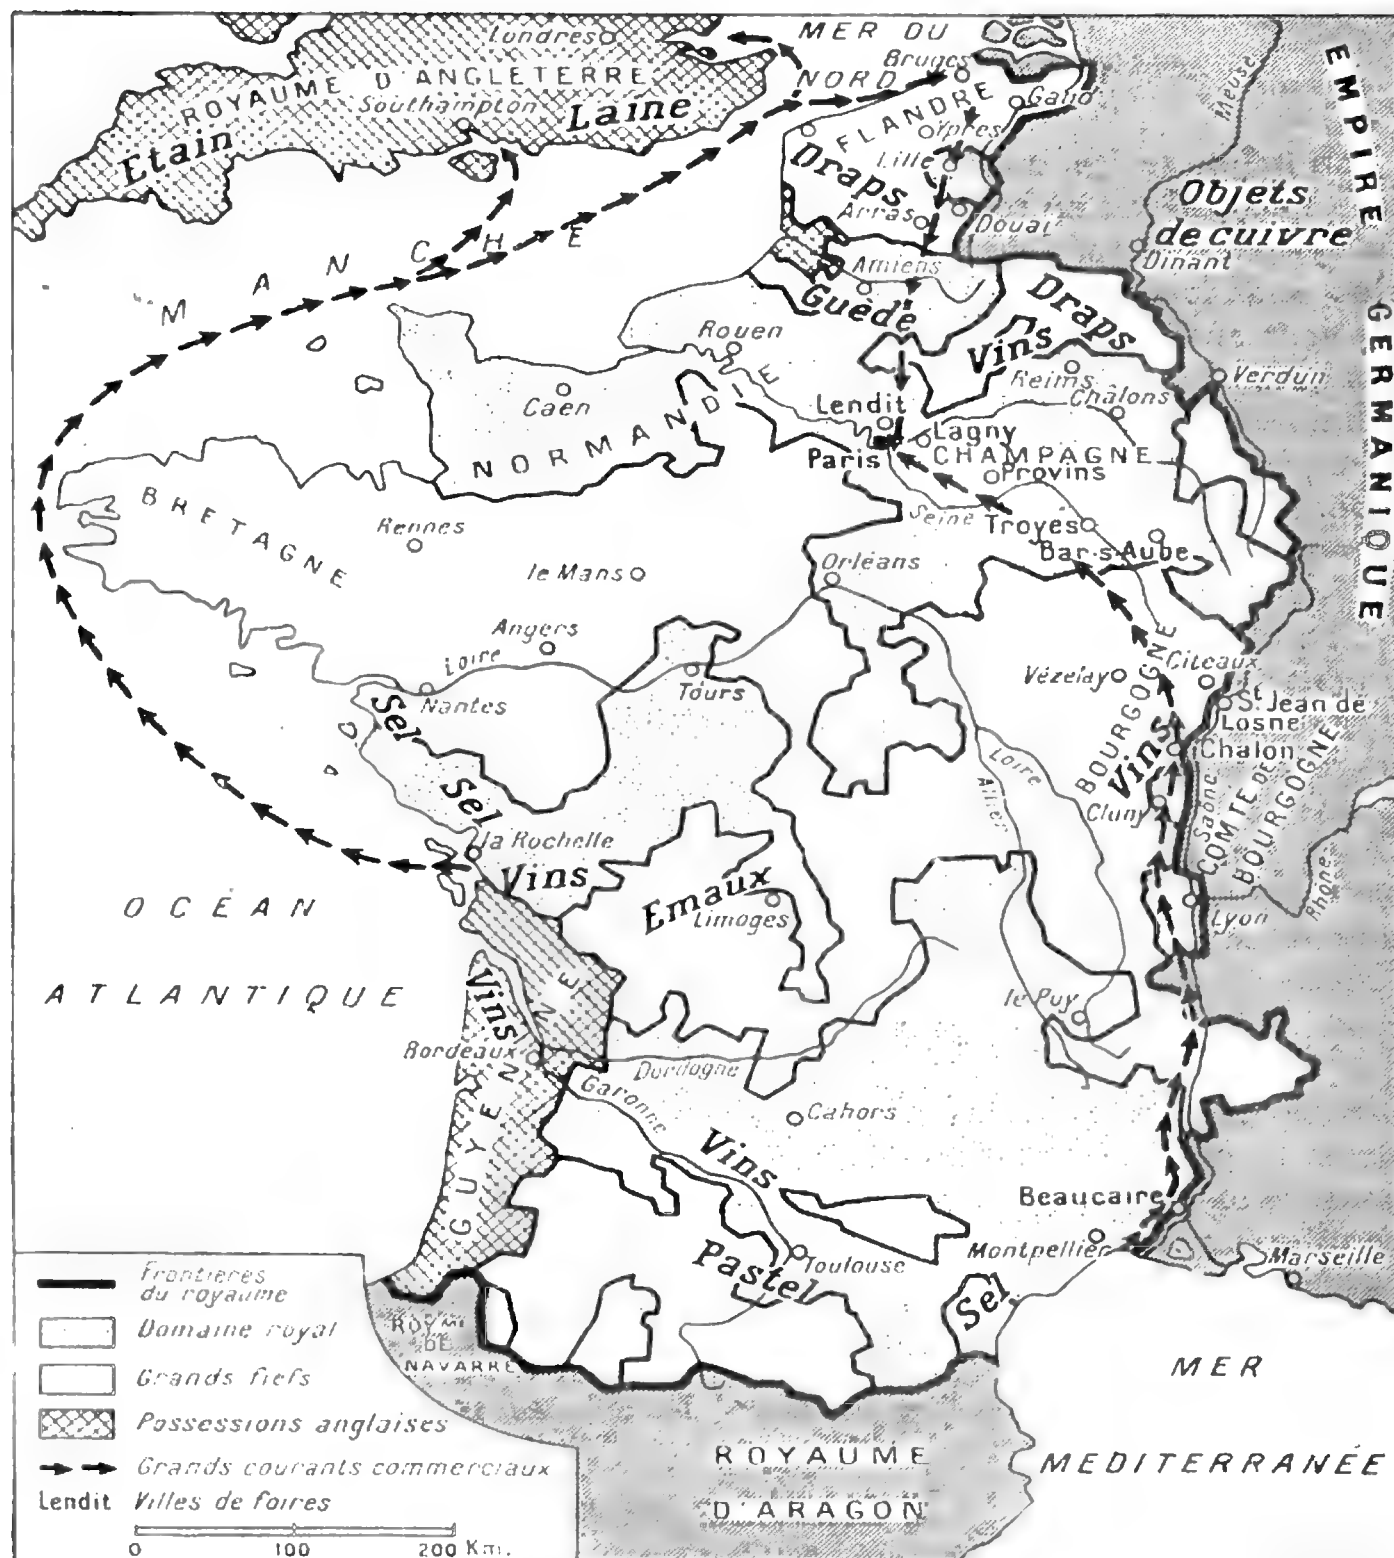 Londres
ROYAUME D'ANGLETERRE
Southampton
Laine
Etain
MER DU
NORD
Bruges
Gand
FLANDRE
Ypres
Lille
Draps
Arras
Douai
Meuse
EMPIRE
GERMANIQUE
Objets
de cuivre
Dinant
MANCHE
Amiens
Guède
Draps
Vins
Rouen
Reims
Châlons
Verdun
Caen
NORMANDIE
Lendit
Lagny
Paris
CHAMPAGNE
Provins
BRETAGNE
Rennes
Seine
Troyes
Bar-s-Aube
le Mans
Orléans
Angers
Loire
Nantes
Tours
Vézelay
BOURGOGNE
Citeaux
St Jean de
Losne
Sel
Vins
Chalon
Loire
Allier
Sel
Cluny
Saône
COMTÉ DE
BOURGOGNE
la Rochelle
Vins
Emaux
Limoges
Lyon
Rhône
OCÉAN
ATLANTIQUE
Vins
le Puy
Bordeaux
Dordogne
GUYENNE
Garonne
Cahors
Vins
Beaucaire
Montpellier
Marseille
Pastel
Toulouse
Sel
ROYme
DE
NAVARRE
MER
MEDITERRANÉE
ROYAUME
D'ARAGON
Frontières
du royaume
Domaine royal
Grands fiefs
Possessions anglaises
Grands courants commerciaux
Lendit Villes de foires
0 100 200 Km.